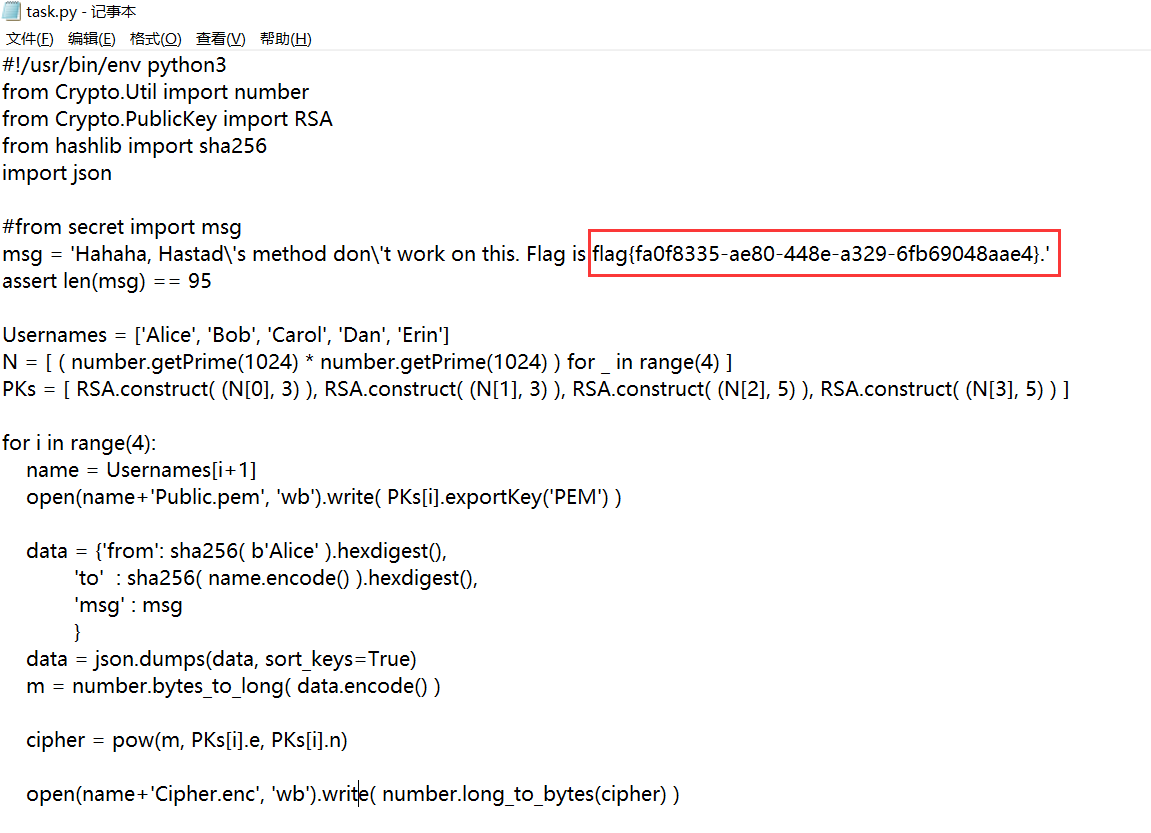 task.py - 记事本
文件(F) 编辑(E) 格式(O) 查看(V) 帮助(H)
#!/usr/bin/env python3
from Crypto.Util import number
from Crypto.PublicKey import RSA
from hashlib import sha256
import json
#from secret import msg
msg = 'Hahaha, Hastad\'s method don\'t work on this. Flag is flag{fa0f8335-ae80-448e-a329-6fb69048aae4}.'
assert len(msg) == 95
Usernames = ['Alice', 'Bob', 'Carol', 'Dan', 'Erin']
N = [ ( number.getPrime(1024) * number.getPrime(1024) ) for _ in range(4) ]
PKs = [ RSA.construct( (N[0], 3) ), RSA.construct( (N[1], 3) ), RSA.construct( (N[2], 5) ), RSA.construct( (N[3], 5) ) ]
for i in range(4):
    name = Usernames[i+1]
    open(name+'Public.pem', 'wb').write( PKs[i].exportKey('PEM') )
    data = {'from': sha256( b'Alice' ).hexdigest(),
            'to'  : sha256( name.encode() ).hexdigest(),
            'msg' : msg
            }
    data = json.dumps(data, sort_keys=True)
    m = number.bytes_to_long( data.encode() )
    cipher = pow(m, PKs[i].e, PKs[i].n)
    open(name+'Cipher.enc', 'wb').write( number.long_to_bytes(cipher) )